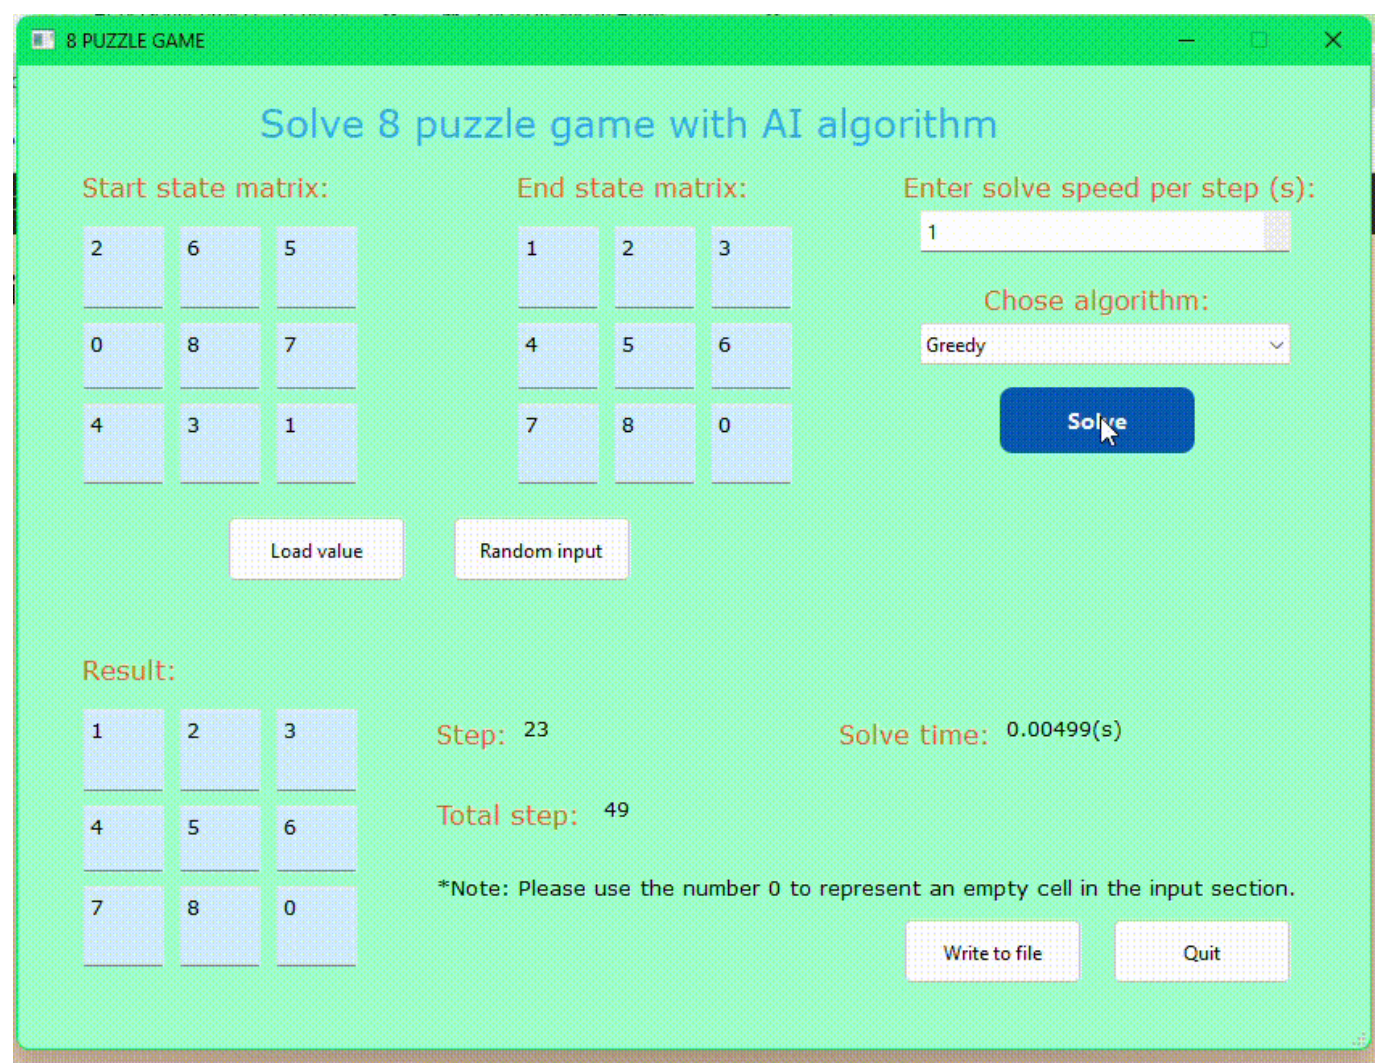 8 PUZZLE GAME
Solve 8 puzzle game with AI algorithm
Start state matrix: End state matrix: Enter solve speed per step (s):
1
2 6 5 1 2 3
Chose algorithm:
0 8 7 4 5 6 Greedy
Solve
4 3 1 7 8 0
Load value Random input
Result:
1 2 3 Step: 23 Solve time: 0.00499(s)
Total step: 49
4 5 6
*Note: Please use the number 0 to represent an empty cell in the input section.
7 8 0
Write to file Quit